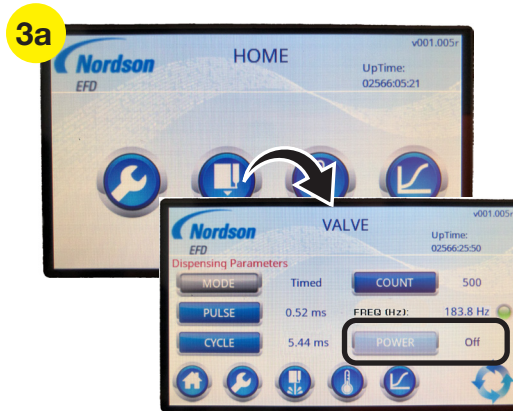 3a
Nordson
EFD
HOME
v001.005r
UpTime:
02566:05:21
Nordson
EFD
VALVE
v001.005r
UpTime:
02566:25:50
Dispensing Parameters
MODE Timed COUNT 500
PULSE 0.52 ms FREQ (Hz): 183.8 Hz
CYCLE 5.44 ms POWER Off